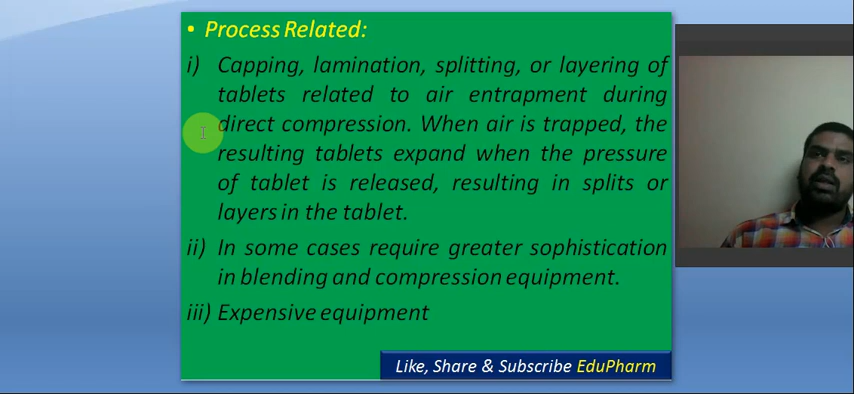 • Process Related:
i) Capping, lamination, splitting, or layering of
tablets related to air entrapment during
direct compression. When air is trapped, the
resulting tablets expand when the pressure
of tablet is released, resulting in splits or
layers in the tablet.
ii) In some cases require greater sophistication
in blending and compression equipment.
iii) Expensive equipment
Like, Share & Subscribe EduPharm